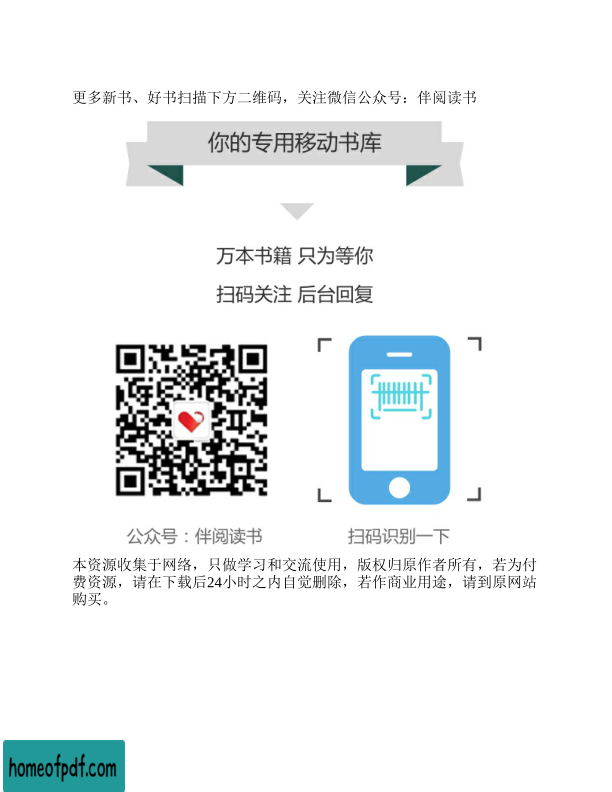 更多新书、好书扫描下方二维码，关注微信公众号：伴阅读书
你的专用移动书库
万本书籍 只为等你
扫码关注 后台回复
公众号：伴阅读书
扫码识别一下
本资源收集于网络，只做学习和交流使用，版权归原作者所有，若为付
费资源，请在下载后24小时之内自觉删除，若作商业用途，请到原网站
购买。
homeofpdf.com